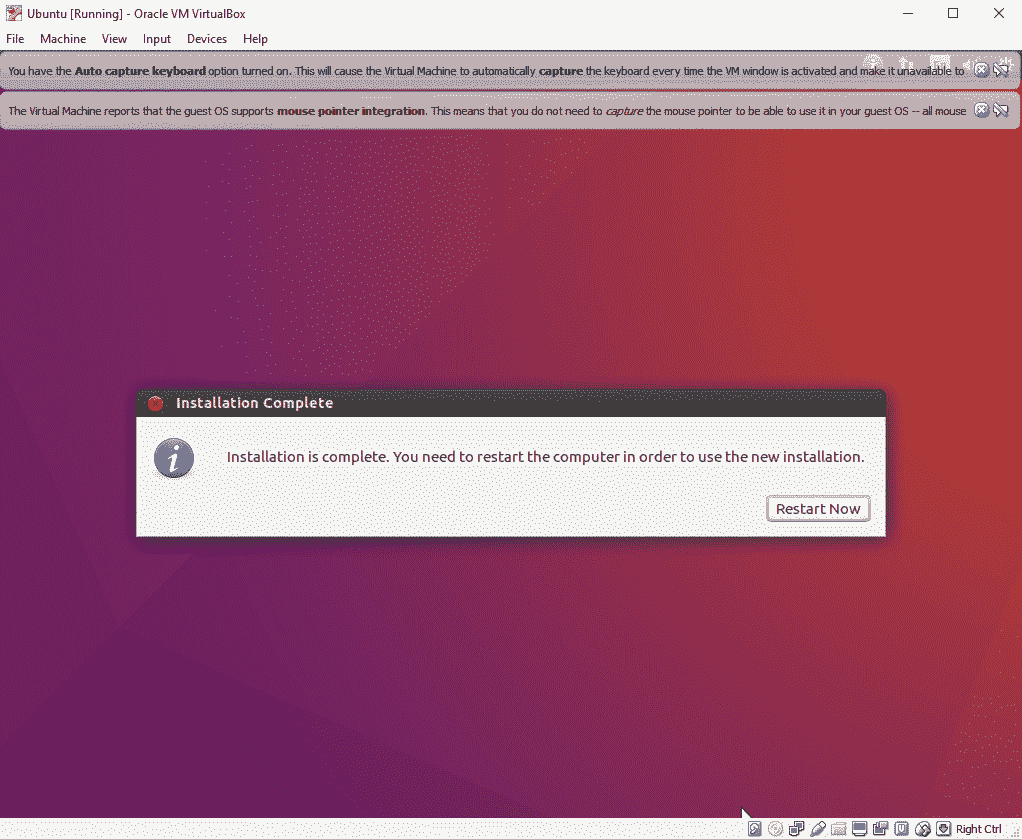 Ubuntu [Running] - Oracle VM VirtualBox
File Machine View Input Devices Help
You have the Auto capture keyboard option turned on. This will cause the Virtual Machine to automatically capture the keyboard every time the VM window is activated and make it unavailable to
The Virtual Machine reports that the guest OS supports mouse pointer integration. This means that you do not need to capture the mouse pointer to be able to use it in your guest OS -- all mouse
Installation Complete
Installation is complete. You need to restart the computer in order to use the new installation.
Restart Now
Right Ctrl